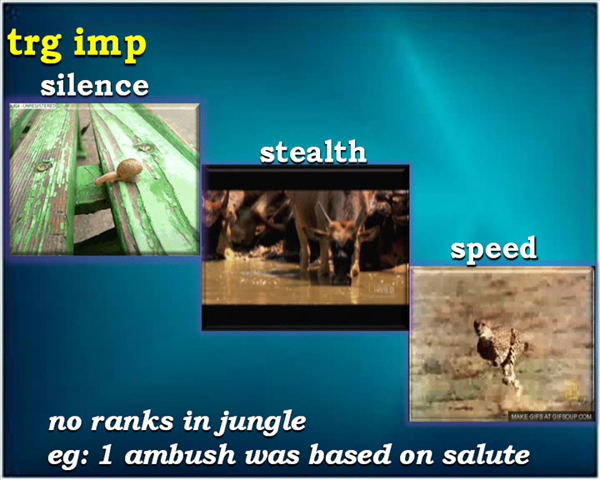 trg imp
silence
stealth
speed
MAKE GIFS AT GIFSOUP.COM
no ranks in jungle
eg: 1 ambush was based on salute